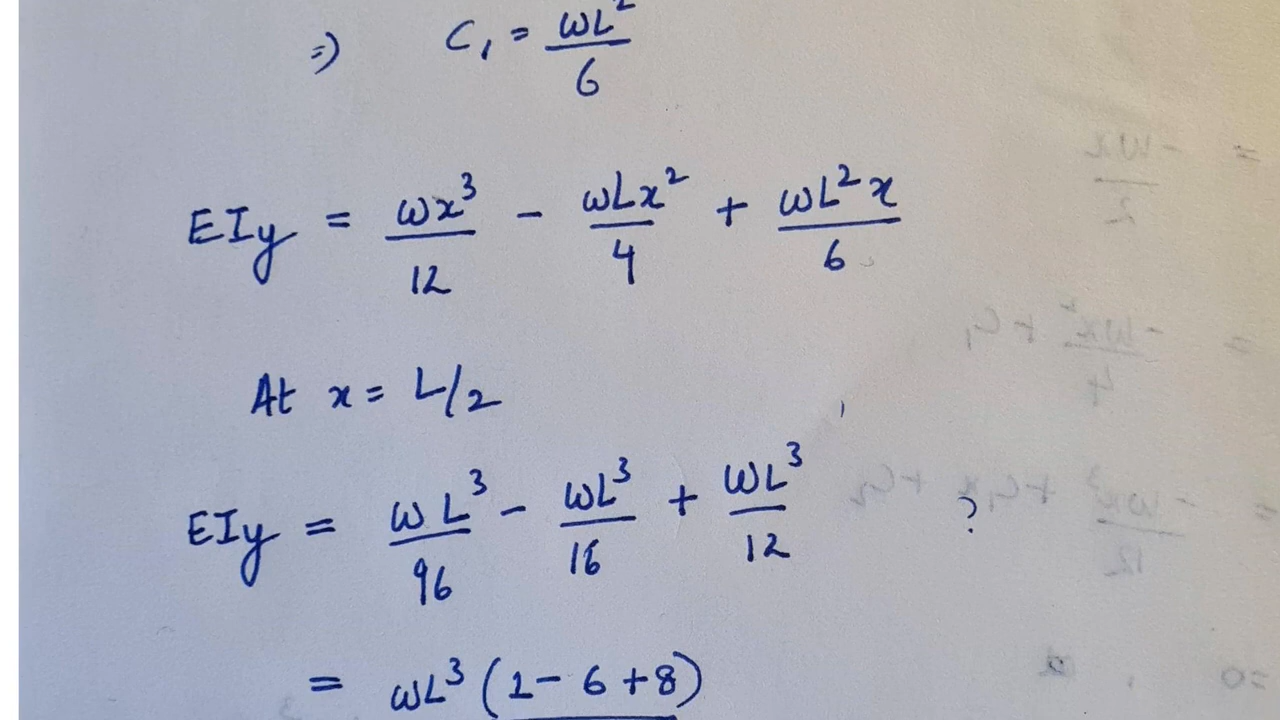 =) C₁ = ωL²/6
EIy = ωx³/12 - ωLx²/4 + ωL²x/6
At x = L/2
EIy = ωL³/96 - ωL³/16 + ωL³/12 ?
= ωL³(1-6+8)